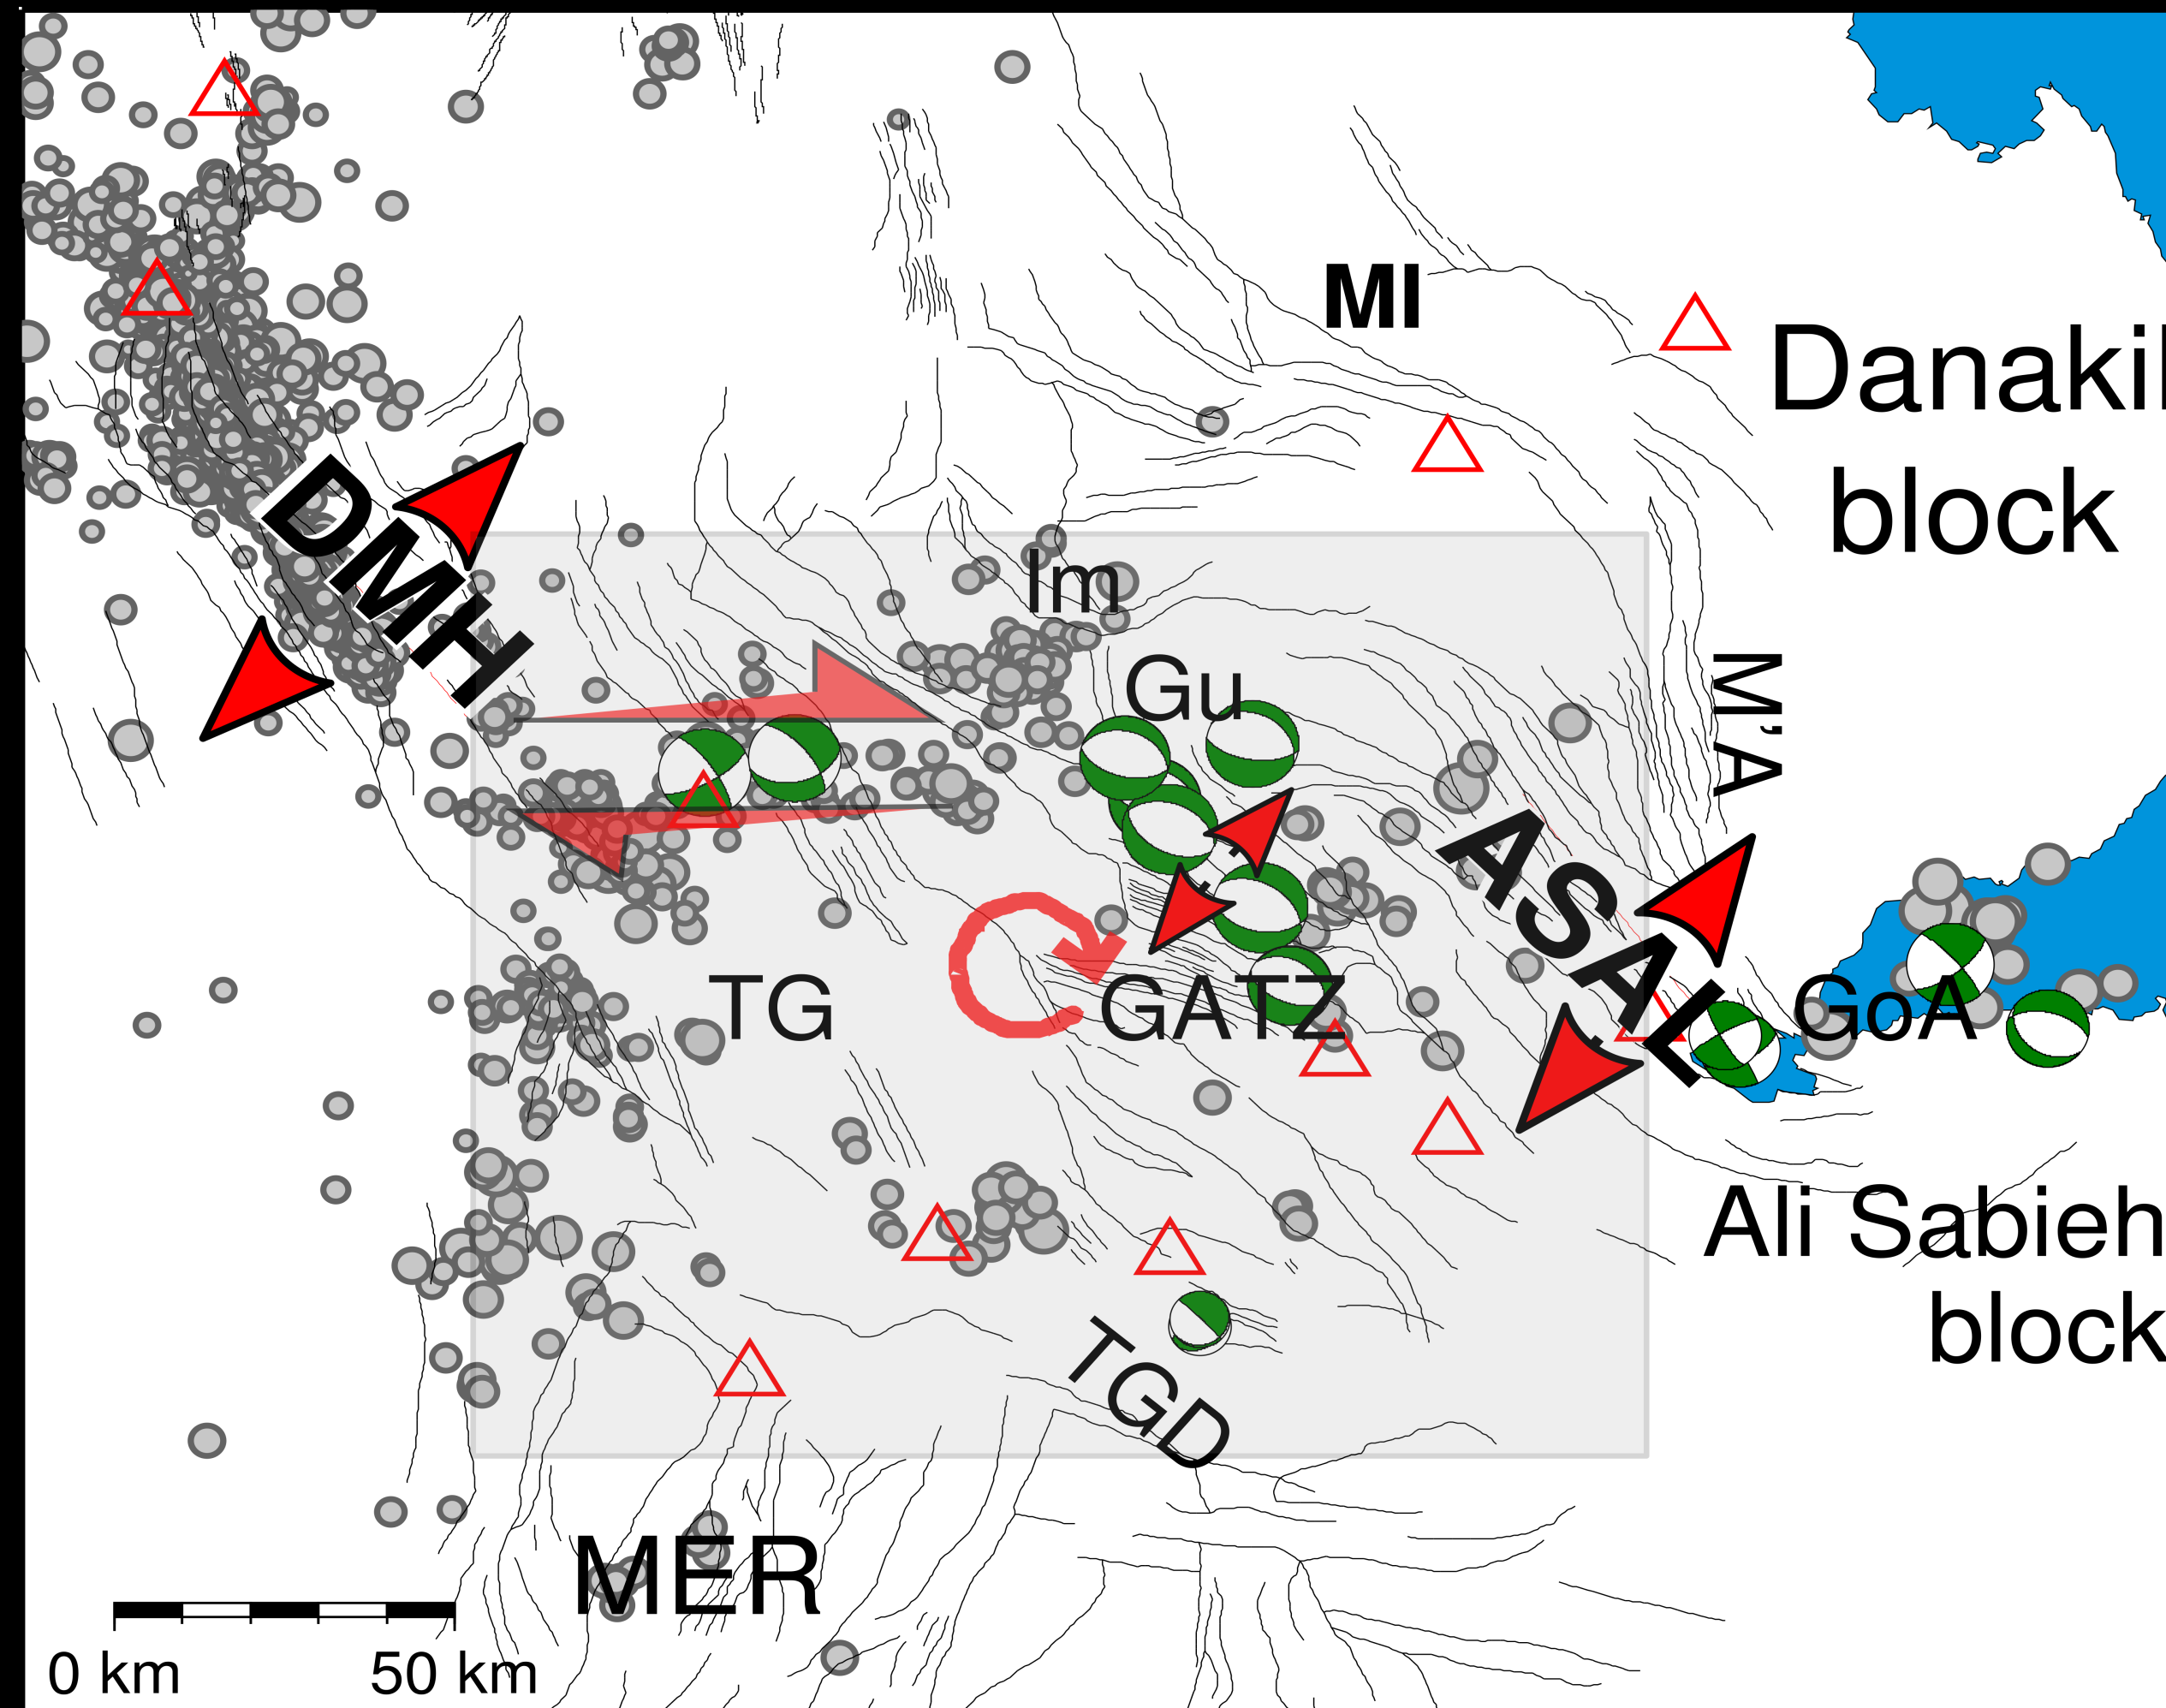 MI
Danakil
block
DMH
Im
Gu
M'A
ASAL
TG
GATZ
GoA
Ali Sabieh
block
TGD
MER
0 km
50 km